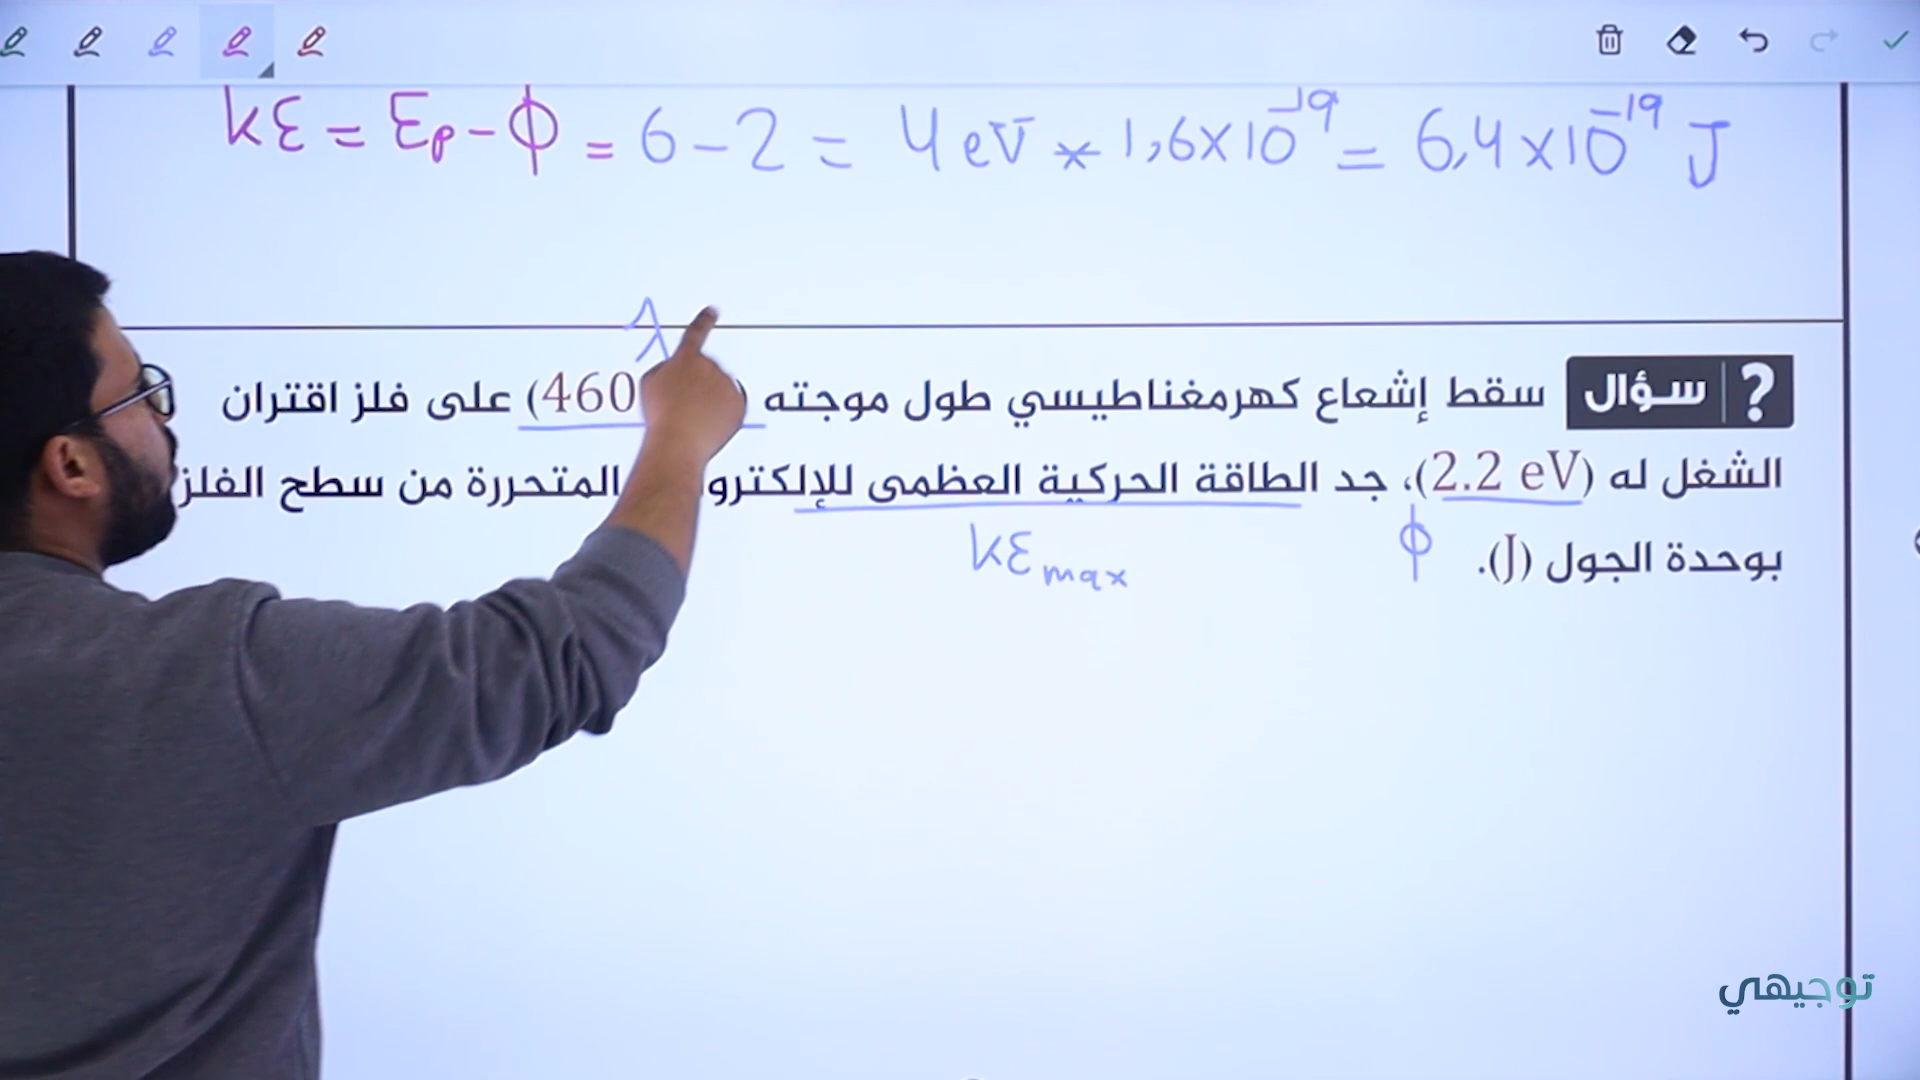 kE = Ep - φ = 6 - 2 = 4 eV * 1,6×10⁻¹⁹ = 6,4×10⁻¹⁹ J
λ
سؤال ? سقط إشعاع كهرمغناطيسي طول موجته (460 على فلز اقتران
الشغل له (2.2 eV)، جد الطاقة الحركية العظمى المتحررة من سطح الفلز
kE max φ
بوحدة الجول (J).
توجيهي